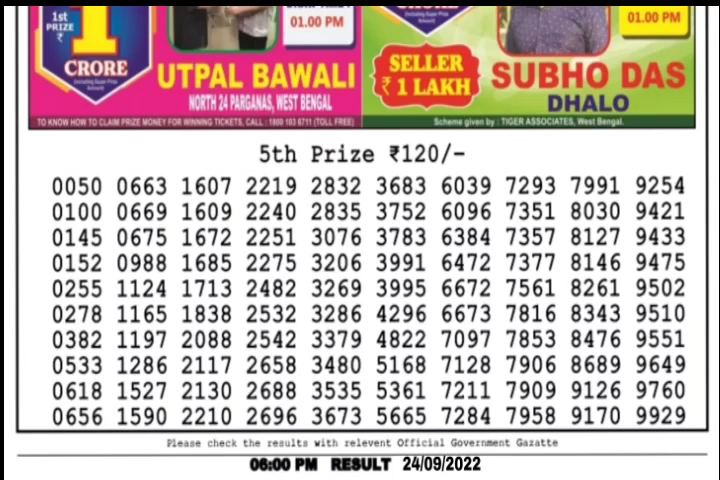 1st
PRIZE
₹
1
CRORE
01.00 PM
UTPAL BAWALI
NORTH 24 PARGANAS, WEST BENGAL
SELLER
₹ 1 LAKH
01.00 PM
SUBHO DAS
DHALO
TO KNOW HOW TO CLAIM PRIZE MONEY FOR WINNING TICKETS, CALL : 1800 103 6711 (TOLL FREE)
Scheme given by : TIGER ASSOCIATES, West Bengal.
5th Prize ₹120/-
0050 0663 1607 2219 2832 3683 6039 7293 7991 9254
0100 0669 1609 2240 2835 3752 6096 7351 8030 9421
0145 0675 1672 2251 3076 3783 6384 7357 8127 9433
0152 0988 1685 2275 3206 3991 6472 7377 8146 9475
0255 1124 1713 2482 3269 3995 6672 7561 8261 9502
0278 1165 1838 2532 3286 4296 6673 7816 8343 9510
0382 1197 2088 2542 3379 4822 7097 7853 8476 9551
0533 1286 2117 2658 3480 5168 7128 7906 8689 9649
0618 1527 2130 2688 3535 5361 7211 7909 9126 9760
0656 1590 2210 2696 3673 5665 7284 7958 9170 9929
Please check the results with relevent Official Government Gazatte
06:00 PM RESULT 24/09/2022